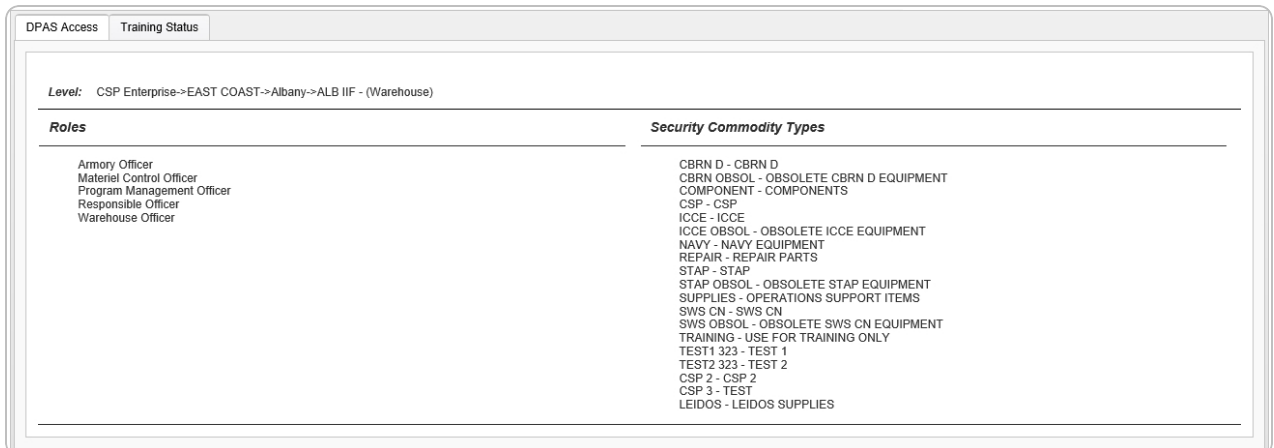 DPAS Access Training Status
Level: CSP Enterprise->EAST COAST->Albany->ALB IIF - (Warehouse)
Roles
Armory Officer
Materiel Control Officer
Program Management Officer
Responsible Officer
Warehouse Officer
Security Commodity Types
CBRN D - CBRN D
CBRN OBSOL - OBSOLETE CBRN D EQUIPMENT
COMPONENT - COMPONENTS
CSP - CSP
ICCE - ICCE
ICCE OBSOL - OBSOLETE ICCE EQUIPMENT
NAVY - NAVY EQUIPMENT
REPAIR - REPAIR PARTS
STAP - STAP
STAP OBSOL - OBSOLETE STAP EQUIPMENT
SUPPLIES - OPERATIONS SUPPORT ITEMS
SWS CN - SWS CN
SWS OBSOL - OBSOLETE SWS CN EQUIPMENT
TRAINING - USE FOR TRAINING ONLY
TEST1 323 - TEST 1
TEST2 323 - TEST 2
CSP 2 - CSP 2
CSP 3 - TEST
LEIDOS - LEIDOS SUPPLIES